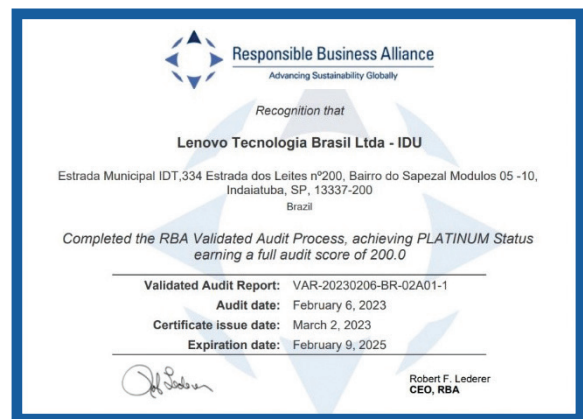 Responsible Business Alliance
Advancing Sustainability Globally
Recognition that
Lenovo Tecnologia Brasil Ltda - IDU
Estrada Municipal IDT,334 Estrada dos Leites nº200, Bairro do Sapezal Modulos 05 -10,
Indaiatuba, SP, 13337-200
Brazil
Completed the RBA Validated Audit Process, achieving PLATINUM Status
earning a full audit score of 200.0
Validated Audit Report: VAR-20230206-BR-02A01-1
Audit date: February 6, 2023
Certificate issue date: March 2, 2023
Expiration date: February 9, 2025
Robert F. Lederer
CEO, RBA